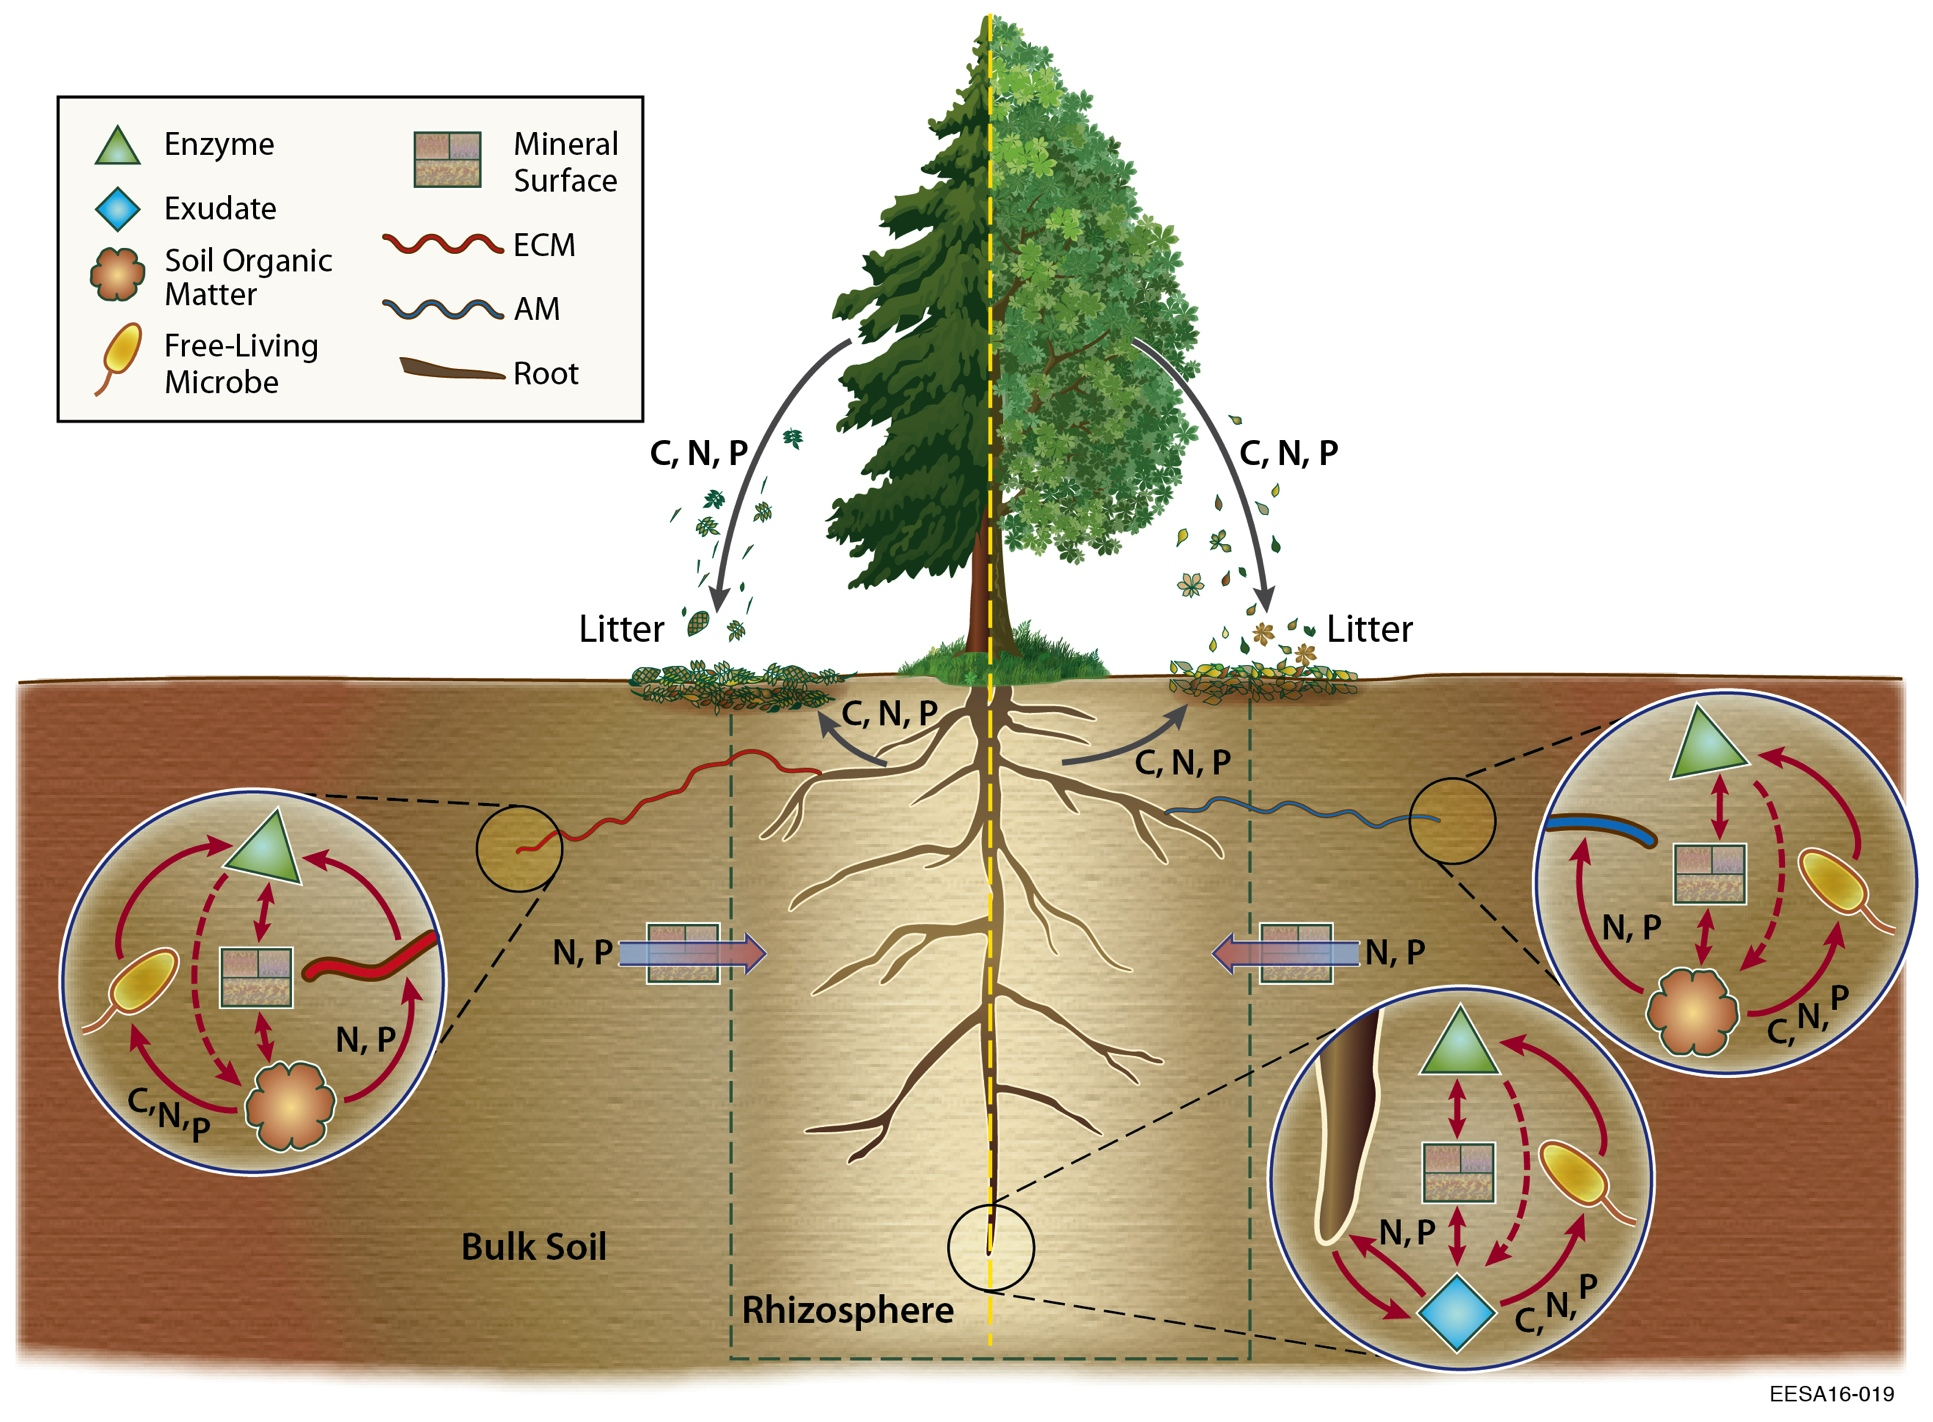 Enzyme
Exudate
Soil Organic
Matter
Free-Living
Microbe
Mineral
Surface
ECM
AM
Root
C, N, P
C, N, P
Litter
Litter
C, N, P
C, N, P
N, P
N, P
N, P
C, N, P
N, P
C, N, P
N, P
C, N, P
Bulk Soil
Rhizosphere
EESA16-019